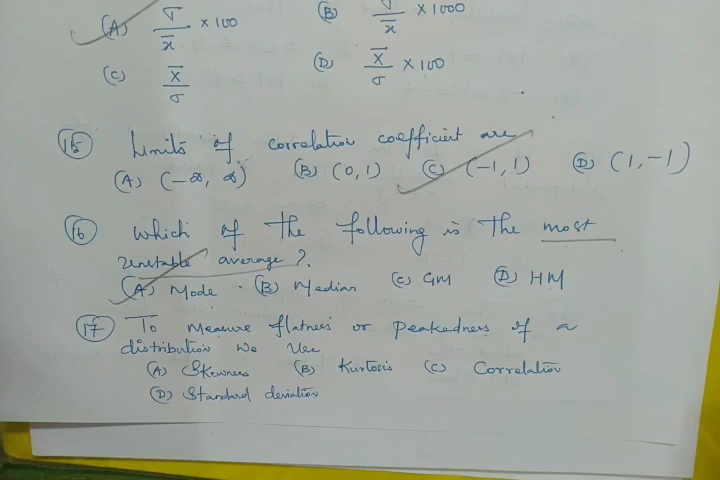 (A) σ/x̄ × 100 (B) σ/x̄ × 1000
(C) x̄/σ (D) x̄/σ × 100
15 Limits of correlation coefficient are
(A) (-∞, ∞) (B) (0, 1) (C) (-1, 1) (D) (1, -1)
16 Which of the following is the most
unstable average?.
(A) Mode . (B) Median (C) GM (D) HM
17 To measure flatness or peakedness of a
distribution we use
(A) Skewness (B) Kurtosis (C) Correlation
(D) Standard deviation